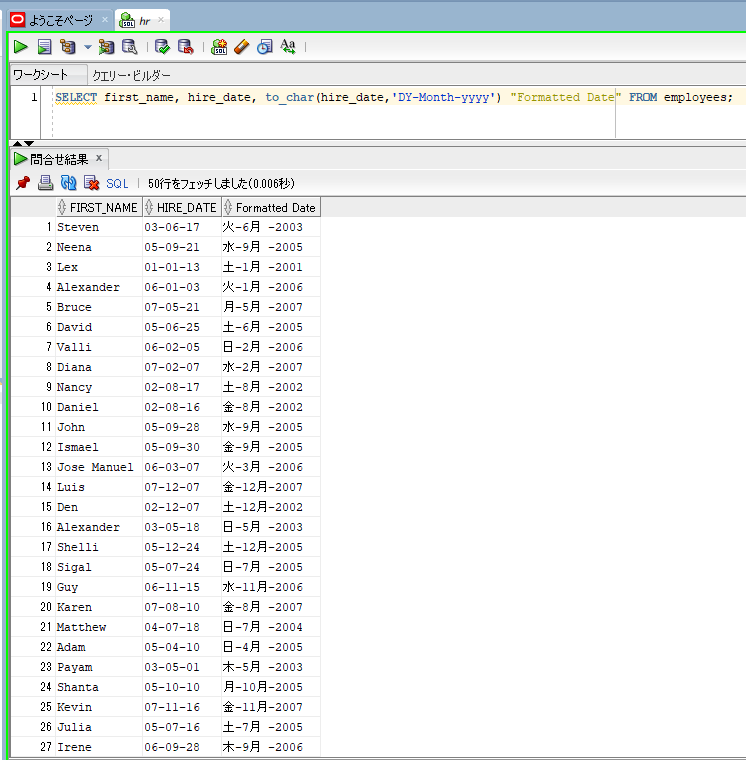 ようこそページ × SQL hr ×
SQL Aa
ワークシート クエリー・ビルダー
1 SELECT first_name, hire_date, to_char(hire_date,'DY-Month-yyyy') "Formatted Date" FROM employees;
問合せ結果 ×
SQL | 50行をフェッチしました(0.006秒)
FIRST_NAME HIRE_DATE Formatted Date
1 Steven 03-06-17 火-6月 -2003
2 Neena 05-09-21 水-9月 -2005
3 Lex 01-01-13 土-1月 -2001
4 Alexander 06-01-03 火-1月 -2006
5 Bruce 07-05-21 月-5月 -2007
6 David 05-06-25 土-6月 -2005
7 Valli 06-02-05 日-2月 -2006
8 Diana 07-02-07 水-2月 -2007
9 Nancy 02-08-17 土-8月 -2002
10 Daniel 02-08-16 金-8月 -2002
11 John 05-09-28 水-9月 -2005
12 Ismael 05-09-30 金-9月 -2005
13 Jose Manuel 06-03-07 火-3月 -2006
14 Luis 07-12-07 金-12月-2007
15 Den 02-12-07 土-12月-2002
16 Alexander 03-05-18 日-5月 -2003
17 Shelli 05-12-24 土-12月-2005
18 Sigal 05-07-24 日-7月 -2005
19 Guy 06-11-15 水-11月-2006
20 Karen 07-08-10 金-8月 -2007
21 Matthew 04-07-18 日-7月 -2004
22 Adam 05-04-10 日-4月 -2005
23 Payam 03-05-01 木-5月 -2003
24 Shanta 05-10-10 月-10月-2005
25 Kevin 07-11-16 金-11月-2007
26 Julia 05-07-16 土-7月 -2005
27 Irene 06-09-28 木-9月 -2006